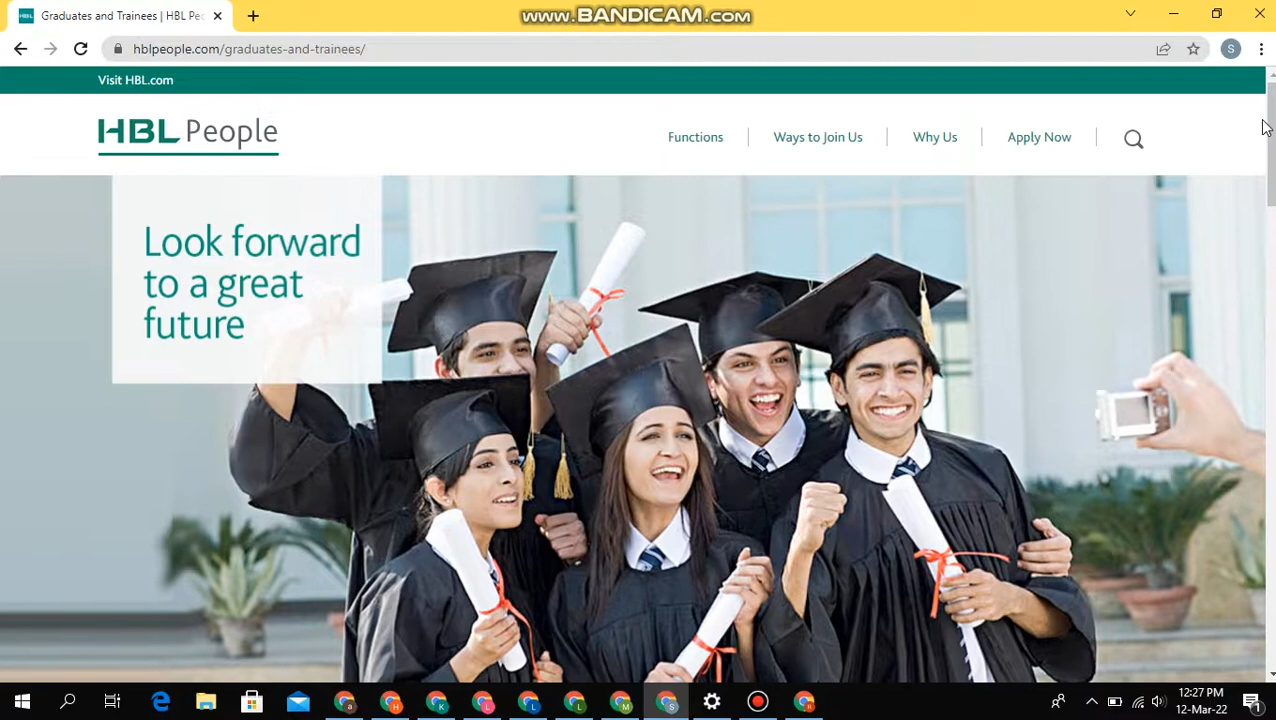 Graduates and Trainees | HBL Peo
www.BANDICAM.com
hblpeople.com/graduates-and-trainees/
S
Visit HBL.com
HBL People
Functions
Ways to Join Us
Why Us
Apply Now
Look forward
to a great
future
12:27 PM
12-Mar-22